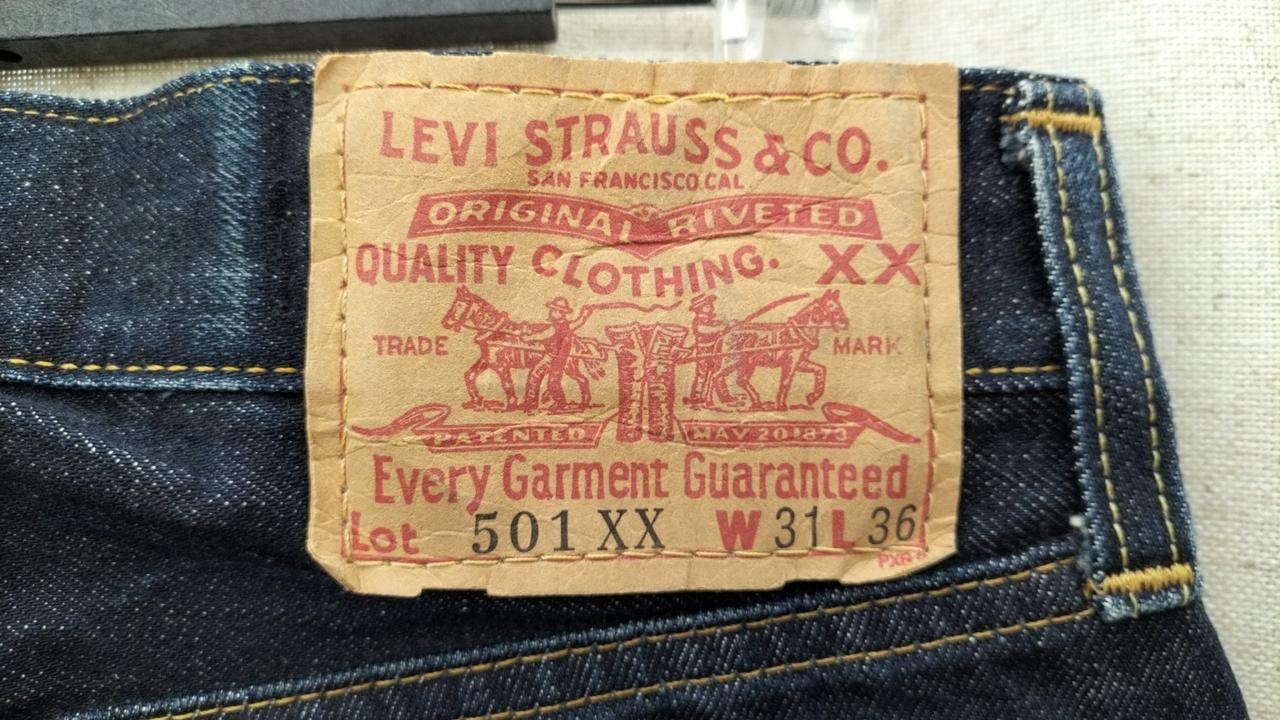 LEVI STRAUSS & CO.
SAN FRANCISCO.CAL
ORIGINAL RIVETED
QUALITY CLOTHING. XX
TRADE MARK
PATENTED MAY 20 1873
Every Garment Guaranteed
Lot 501 XX W 31 L 36